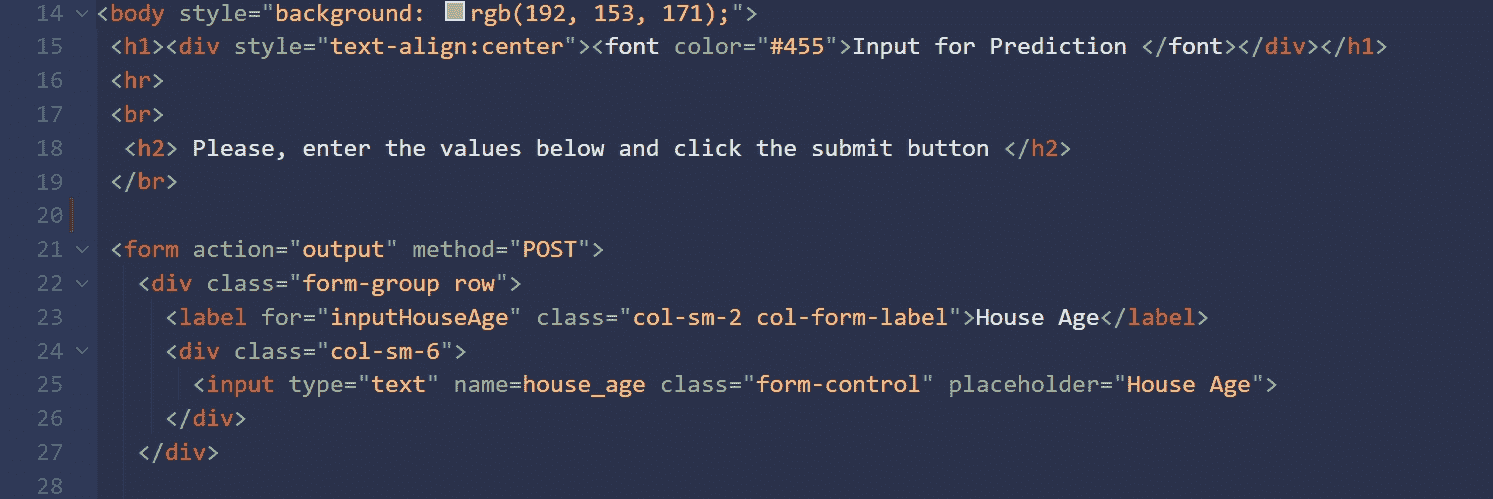 14 <body style="background: rgb(192, 153, 171);">
15 <h1><div style="text-align:center"><font color="#455">Input for Prediction </font></div></h1>
16 <hr>
17 <br>
18 <h2> Please, enter the values below and click the submit button </h2>
19 </br>
20
21 <form action="output" method="POST">
22 <div class="form-group row">
23 <label for="inputHouseAge" class="col-sm-2 col-form-label">House Age</label>
24 <div class="col-sm-6">
25 <input type="text" name=house_age class="form-control" placeholder="House Age">
26 </div>
27 </div>
28